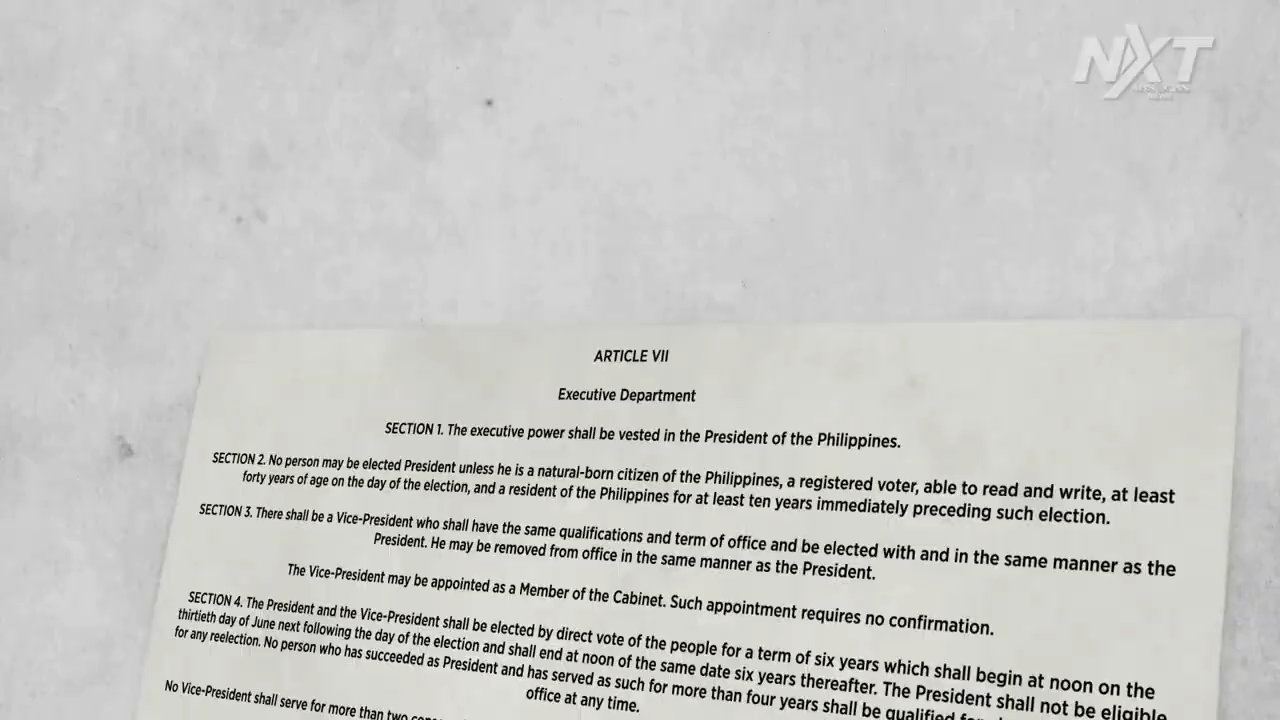 NXT
ARTICLE VII
Executive Department
SECTION 1. The executive power shall be vested in the President of the Philippines.
SECTION 2. No person may be elected President unless he is a natural-born citizen of the Philippines, a registered voter, able to read and write, at least
forty years of age on the day of the election, and a resident of the Philippines for at least ten years immediately preceding such election.
SECTION 3. There shall be a Vice-President who shall have the same qualifications and term of office and be elected with and in the same manner as the
President. He may be removed from office in the same manner as the President.
The Vice-President may be appointed as a Member of the Cabinet. Such appointment requires no confirmation.
SECTION 4. The President and the Vice-President shall be elected by direct vote of the people for a term of six years which shall begin at noon on the
thirtieth day of June next following the day of the election and shall end at noon of the same date six years thereafter. The President shall not be eligible
for any reelection. No person who has succeeded as President and has served as such for more than four years shall be qualified
office at any time.
No Vice-President shall serve for more than two